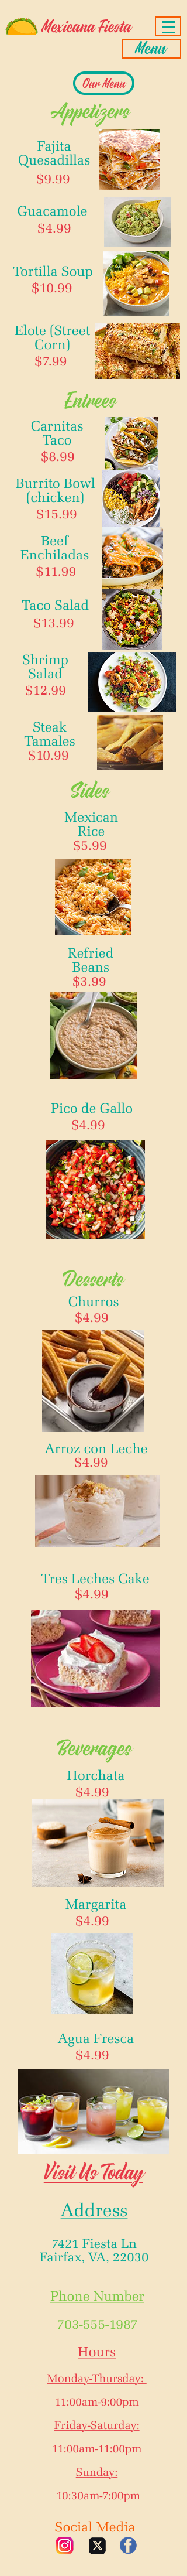 Mexicana Fiesta
Menu
Our Menu
Appetizers
Fajita
Quesadillas
$9.99
Guacamole
$4.99
Tortilla Soup
$10.99
Elote (Street
Corn)
$7.99
Entrees
Carnitas
Taco
$8.99
Burrito Bowl
(chicken)
$15.99
Beef
Enchiladas
$11.99
Taco Salad
$13.99
Shrimp
Salad
$12.99
Steak
Tamales
$10.99
Sides
Mexican
Rice
$5.99
Refried
Beans
$3.99
Pico de Gallo
$4.99
Desserts
Churros
$4.99
Arroz con Leche
$4.99
Tres Leches Cake
$4.99
Beverages
Horchata
$4.99
Margarita
$4.99
Agua Fresca
$4.99
Visit Us Today
Address
7421 Fiesta Ln
Fairfax, VA, 22030
Phone Number
703-555-1987
Hours
Monday-Thursday:
11:00am-9:00pm
Friday-Saturday:
11:00am-11:00pm
Sunday:
10:30am-7:00pm
Social Media